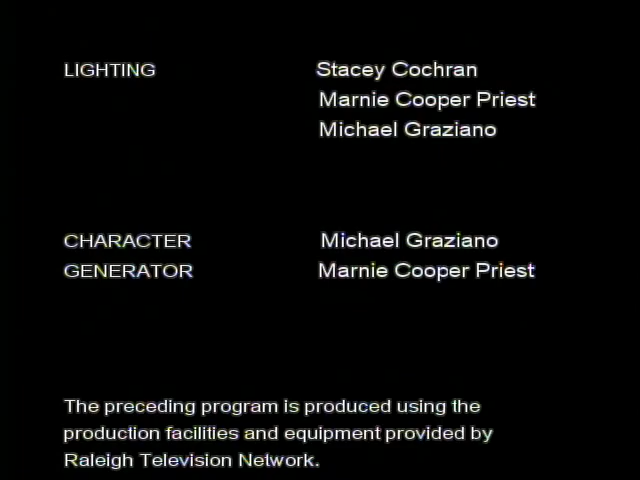 LIGHTING Stacey Cochran
Marnie Cooper Priest
Michael Graziano
CHARACTER Michael Graziano
GENERATOR Marnie Cooper Priest
The preceding program is produced using the
production facilities and equipment provided by
Raleigh Television Network.